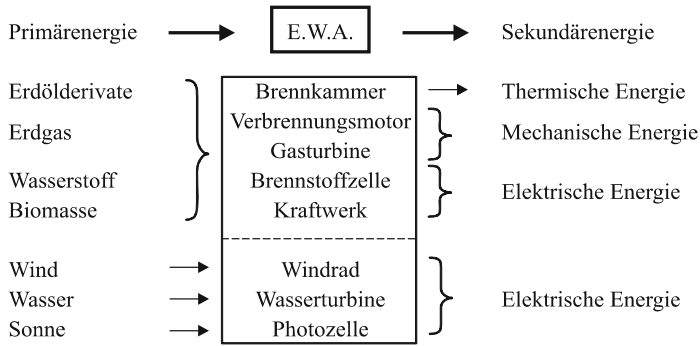 Primärenergie E.W.A. Sekundärenergie
Erdölderivate Brennkammer Thermische Energie
Erdgas Verbrennungsmotor Mechanische Energie
Gasturbine
Wasserstoff Brennstoffzelle Elektrische Energie
Biomasse Kraftwerk
Wind Windrad
Wasser Wasserturbine Elektrische Energie
Sonne Photozelle